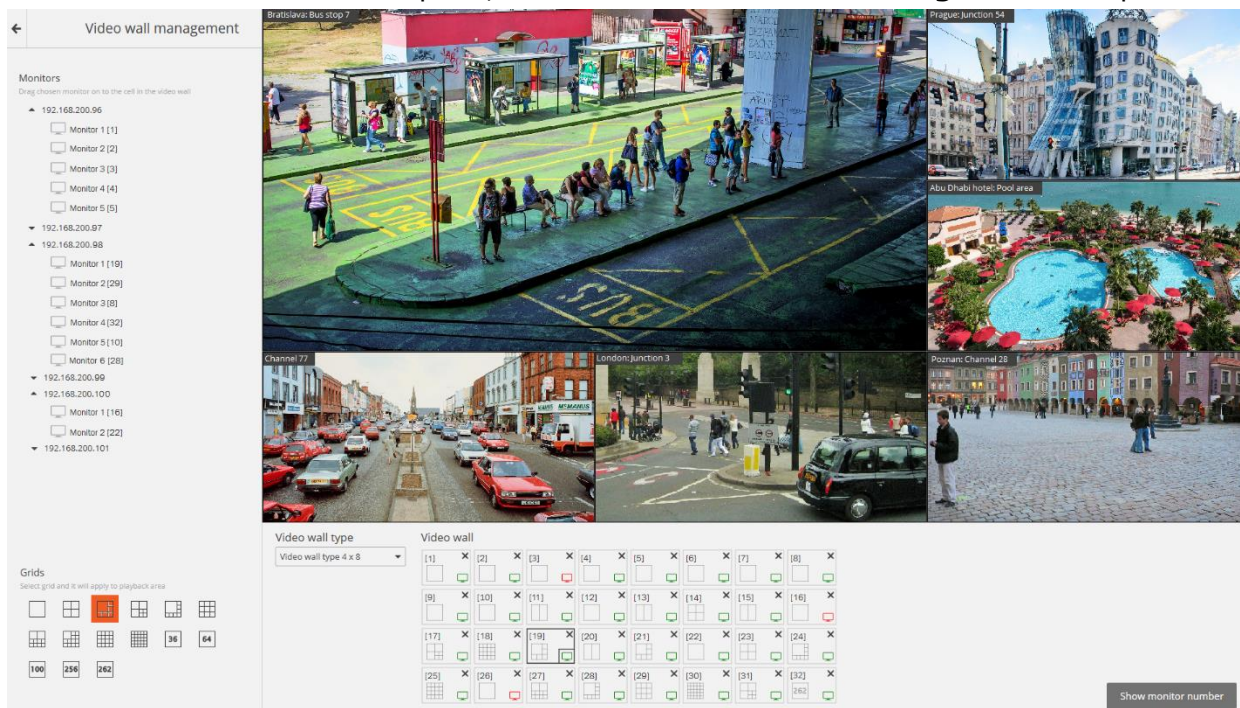 Video wall management
Monitors
Drag chosen monitor on to the cell in the video wall
192.168.200.96
Monitor 1 [1]
Monitor 2 [2]
Monitor 3 [3]
Monitor 4 [4]
Monitor 5 [5]
192.168.200.97
192.168.200.98
Monitor 1 [19]
Monitor 2 [29]
Monitor 3 [8]
Monitor 4 [32]
Monitor 5 [10]
Monitor 6 [28]
192.168.200.99
192.168.200.100
Monitor 1 [16]
Monitor 2 [22]
192.168.200.101
Grids
Select grid and it will apply to playback area
36 64
100 256 262
Bratislava: Bus stop 7
BUS
BUS
Prague: Junction 54
Abu Dhabi hotel: Pool area
Channel 77
London: Junction 3
Poznan: Channel 28
Video wall type
Video wall type 4 x 8
Video wall
[1] [2] [3] [4] [5] [6] [7] [8]
[9] [10] [11] [12] [13] [14] [15] [16]
[17] [18] [19] [20] [21] [22] [23] [24]
[25] [26] [27] [28] [29] [30] [31] [32]
262
Show monitor number